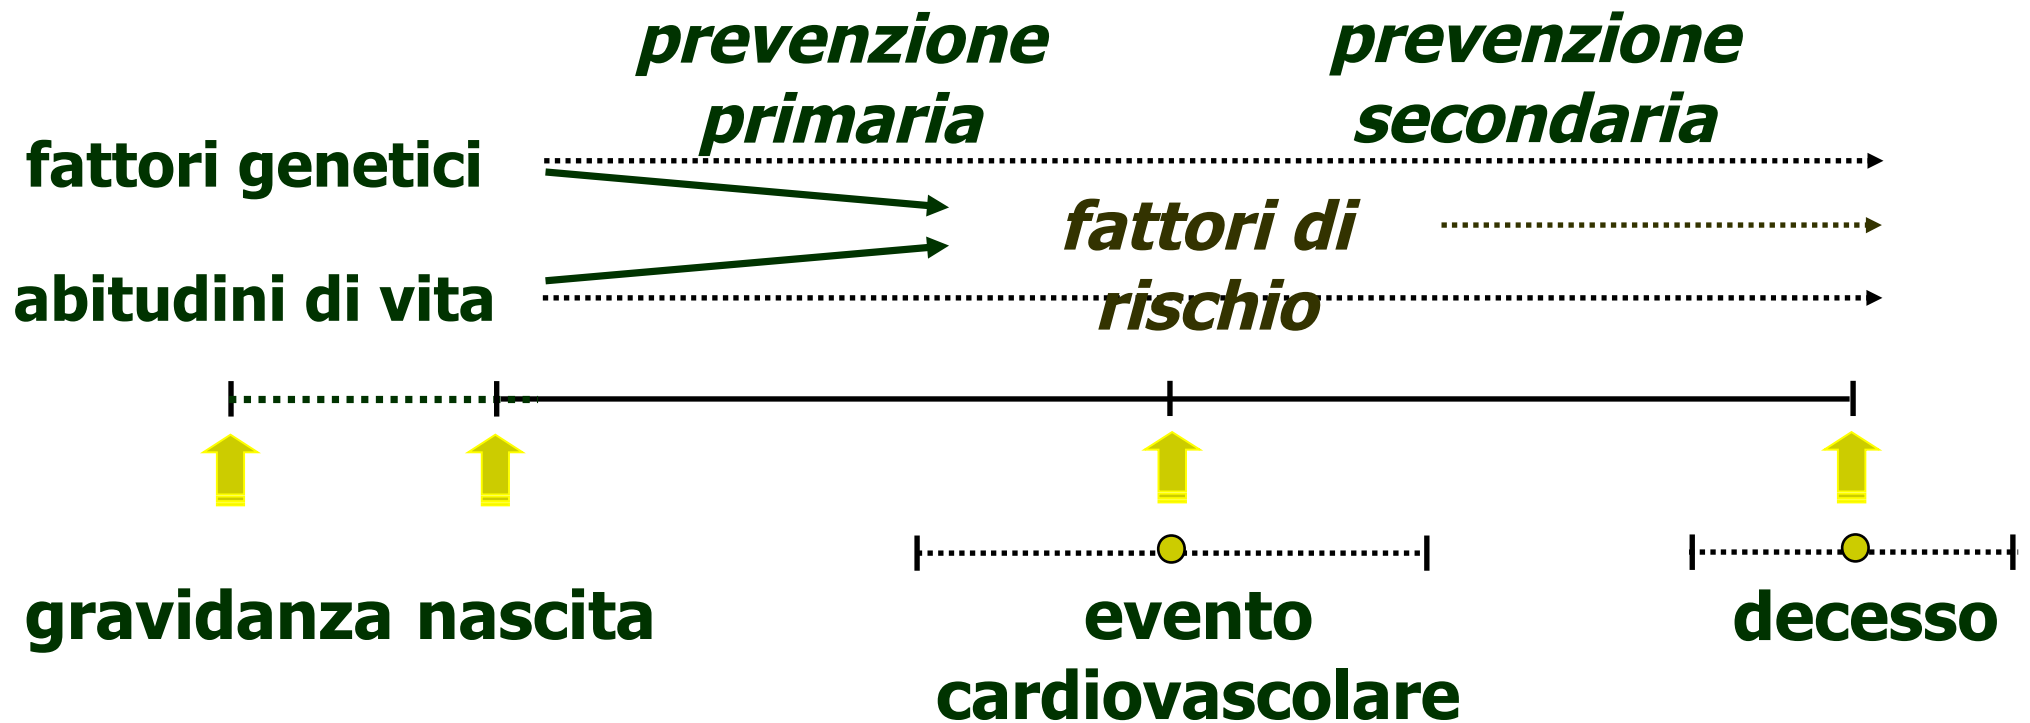 prevenzione
primaria
prevenzione
secondaria
fattori genetici
fattori di
rischio
abitudini di vita
gravidanza nascita
evento
cardiovascolare
decesso